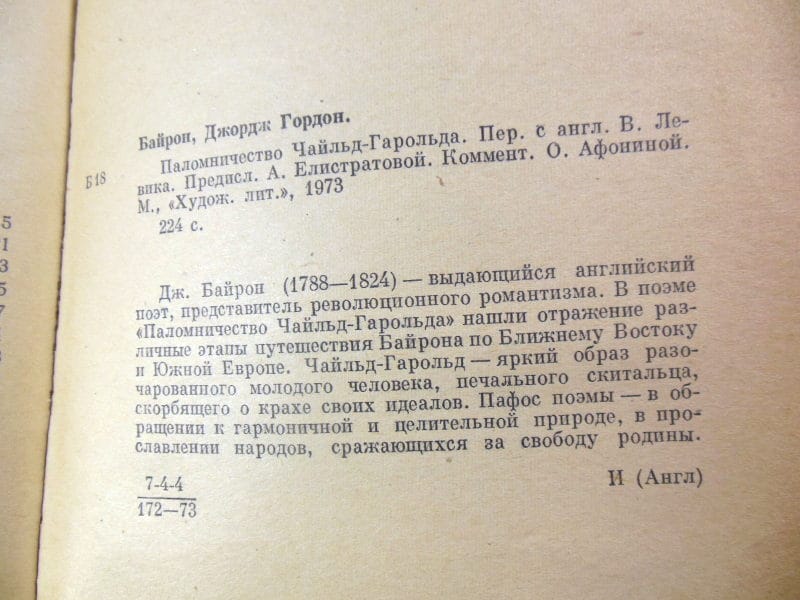 Байрон, Джордж Гордон.
Б18
Паломничество Чайльд-Гарольда. Пер. с англ. В. Ле-
вика. Предисл. А. Елистратовой. Коммент. О. Афониной.
М., «Худож. лит.», 1973
224 с.
Дж. Байрон (1788—1824) — выдающийся английский
поэт, представитель революционного романтизма. В поэме
«Паломничество Чайльд-Гарольда» нашли отражение раз-
личные этапы путешествия Байрона по Ближнему Востоку
и Южной Европе. Чайльд-Гарольд — яркий образ разо-
чарованного молодого человека, печального скитальца,
скорбящего о крахе своих идеалов. Пафос поэмы — в об-
ращении к гармоничной и целительной природе, в про-
славлении народов, сражающихся за свободу родины.
7-4-4
172—73
И (Англ)